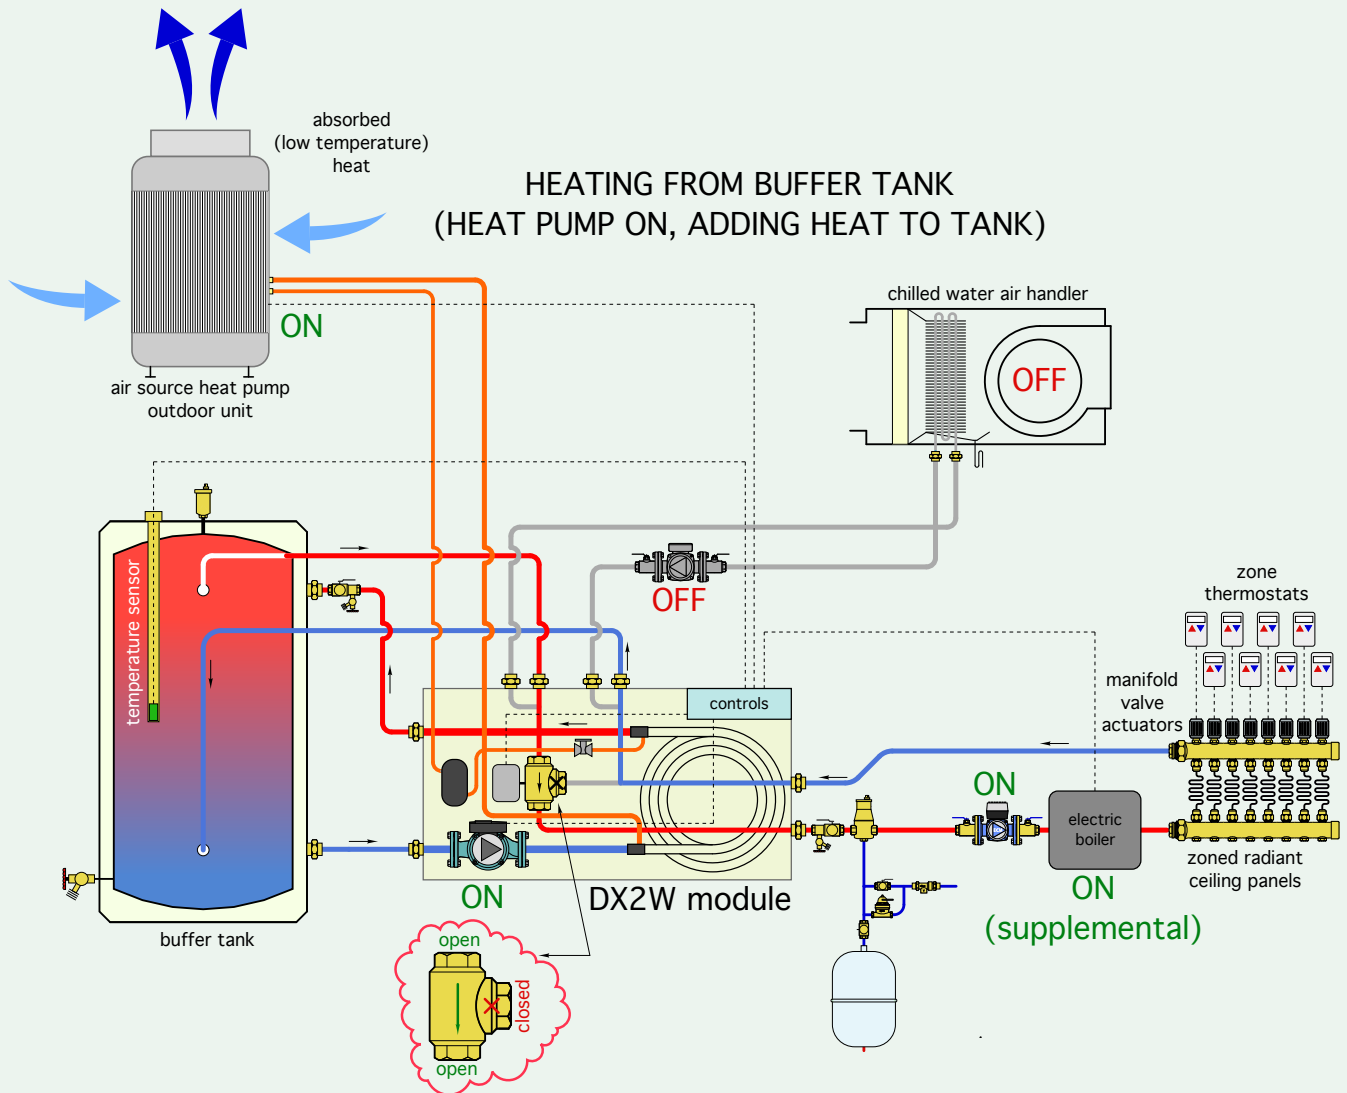 absorbed
(low temperature)
heat
HEATING FROM BUFFER TANK
(HEAT PUMP ON, ADDING HEAT TO TANK)
ON
air source heat pump
outdoor unit
chilled water air handler
OFF
OFF
temperature sensor
zone
thermostats
manifold
valve
actuators
controls
ON
electric
boiler
zoned radiant
ceiling panels
ON
(supplemental)
ON
DX2W module
buffer tank
open
closed
open